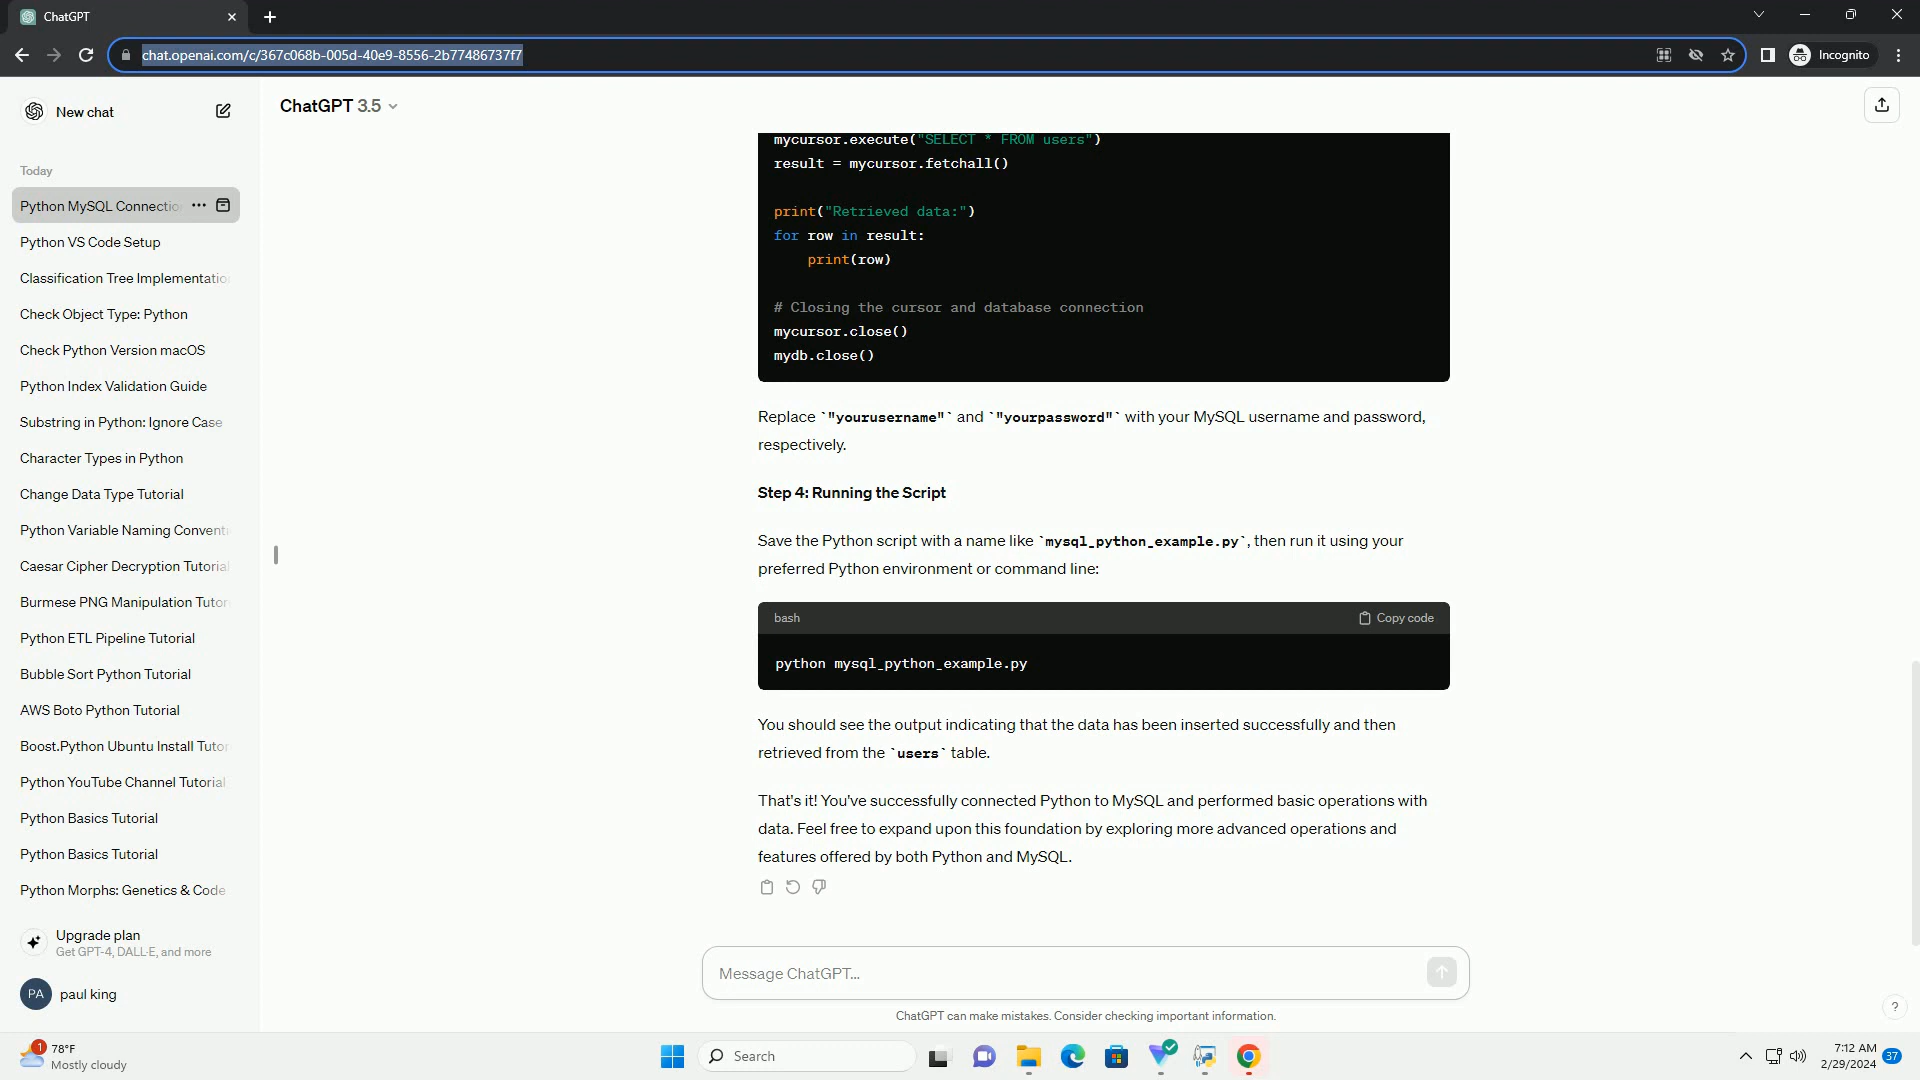 ChatGPT
chat.openai.com/c/367c068b-005d-40e9-8556-2b77486737f7
Incognito
New chat
Today
Python MySQL Connectio
Python VS Code Setup
Classification Tree Implementatio
Check Object Type: Python
Check Python Version macOS
Python Index Validation Guide
Substring in Python: Ignore Case
Character Types in Python
Change Data Type Tutorial
Python Variable Naming Convent
Caesar Cipher Decryption Tutorial
Burmese PNG Manipulation Tutor
Python ETL Pipeline Tutorial
Bubble Sort Python Tutorial
AWS Boto Python Tutorial
Boost.Python Ubuntu Install Tutor
Python YouTube Channel Tutorial
Python Basics Tutorial
Python Basics Tutorial
Python Morphs: Genetics & Code
Upgrade plan
Get GPT-4, DALL·E, and more
PA
paul king
ChatGPT 3.5
mycursor.execute("SELECT * FROM users")
result = mycursor.fetchall()
print("Retrieved data:")
for row in result:
print(row)
# Closing the cursor and database connection
mycursor.close()
mydb.close()
Replace `"yourusername"` and `"yourpassword"` with your MySQL username and password,
respectively.
Step 4: Running the Script
Save the Python script with a name like `mysql_python_example.py`, then run it using your
preferred Python environment or command line:
bash
Copy code
python mysql_python_example.py
You should see the output indicating that the data has been inserted successfully and then
retrieved from the `users` table.
That's it! You've successfully connected Python to MySQL and performed basic operations with
data. Feel free to expand upon this foundation by exploring more advanced operations and
features offered by both Python and MySQL.
Message ChatGPT...
ChatGPT can make mistakes. Consider checking important information.
?
1
78°F
Mostly cloudy
Search
7:12 AM
2/29/2024
37